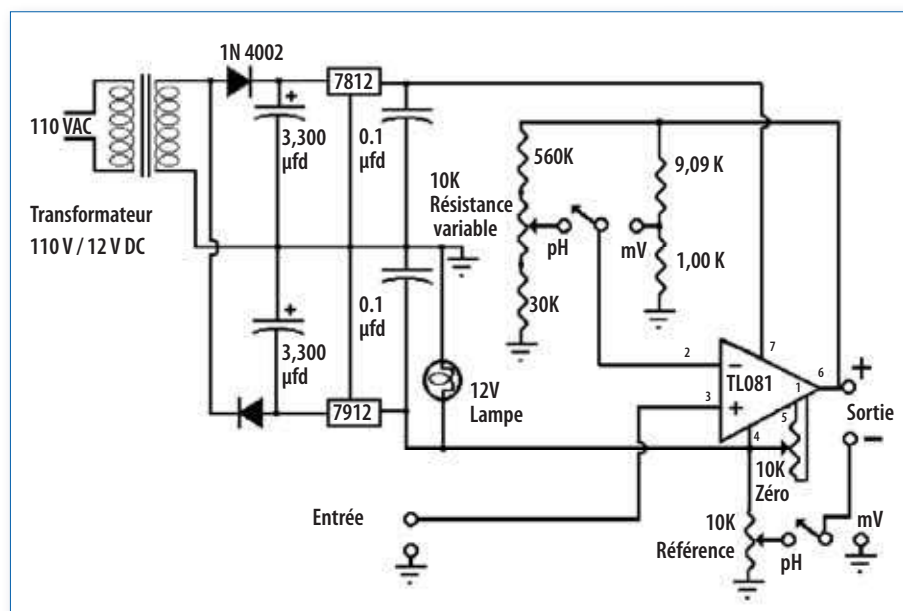 1N 4002
7812
110 VAC
3,300
µfd
0.1
µfd
Transformateur
110 V / 12 V DC
10K
Résistance
variable
560K
9,09 K
pH
mV
1,00 K
30K
3,300
µfd
0.1
µfd
7912
12V
Lampe
2
7
TL081
6
3
1
5
4
Sortie
10K
Zéro
Entrée
10K
Référence
pH
mV